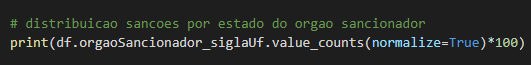 # distribuicao sancoes por estado do orgao sancionador
print(df.orgaoSancionador_siglaUf.value_counts(normalize=True)*100)